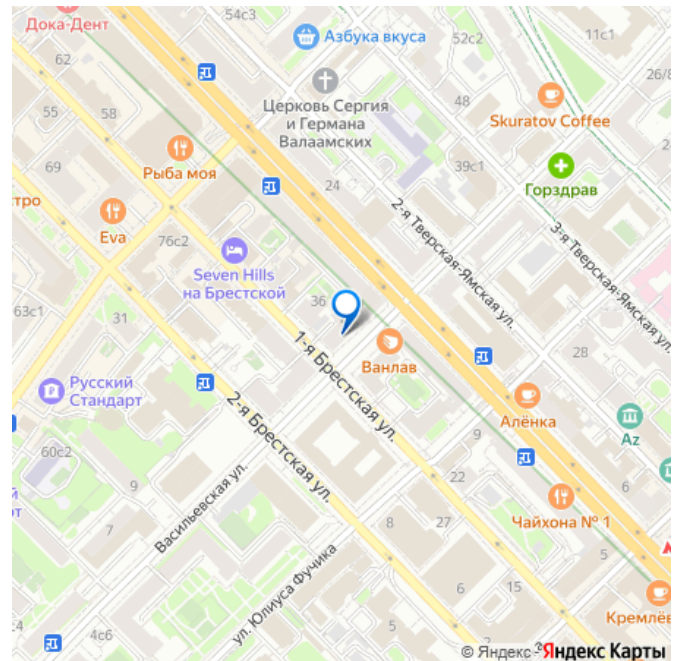 Дока-Дент
54с3
Азбука вкуса
52с2
11с1
26/8
62
Церковь Сергия
и Германа
Валаамских
48
Skuratov Coffee
55
58
Рыба моя
39с1
Горздрав
69
24
тро
Eva
76с2
2-я Тверская-Ямская ул.
3-я Тверская-Ямская ул.
Seven Hills
на Брестской
63с1
31
36
1-я Брестская ул.
Ванлав
28
Русский
Стандарт
2-я Брестская ул.
Алёнка
Az
60с2
9
9
22
6
7
Васильевская ул.
8
27
Чайхона № 1
5
ул. Юлиуса Фучика
6
15
4с6
5
Кремлёв
© Яндекс
Яндекс Карты